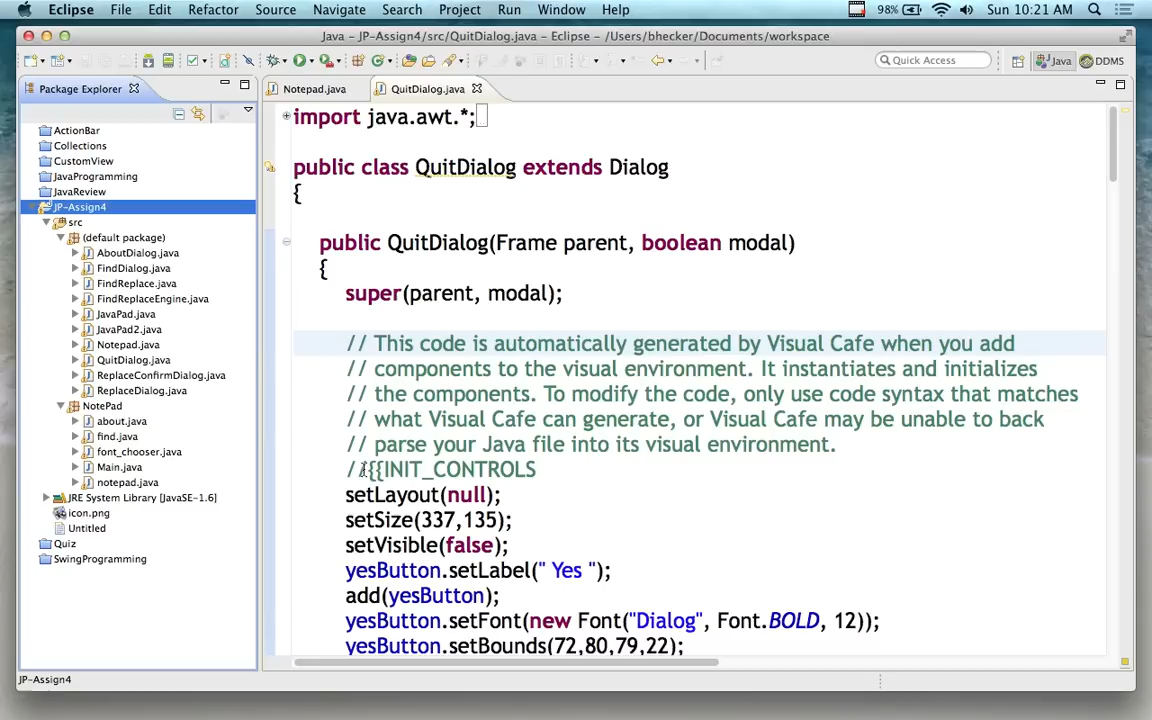 Eclipse File Edit Refactor Source Navigate Search Project Run Window Help 98% Sun 10:21 AM
Java – JP-Assign4/src/QuitDialog.java – Eclipse – /Users/bhecker/Documents/workspace
Quick Access Java DDMS
Package Explorer
Notepad.java QuitDialog.java
ActionBar
Collections
CustomView
JavaProgramming
JavaReview
JP-Assign4
src
(default package)
AboutDialog.java
FindDialog.java
FindReplace.java
FindReplaceEngine.java
JavaPad.java
JavaPad2.java
Notepad.java
QuitDialog.java
ReplaceConfirmDialog.java
ReplaceDialog.java
NotePad
about.java
find.java
font_chooser.java
Main.java
notepad.java
JRE System Library [JavaSE-1.6]
icon.png
Untitled
Quiz
SwingProgramming
import java.awt.*;
public class QuitDialog extends Dialog
{
public QuitDialog(Frame parent, boolean modal)
{
super(parent, modal);
// This code is automatically generated by Visual Cafe when you add
// components to the visual environment. It instantiates and initializes
// the components. To modify the code, only use code syntax that matches
// what Visual Cafe can generate, or Visual Cafe may be unable to back
// parse your Java file into its visual environment.
//{{INIT_CONTROLS
setLayout(null);
setSize(337,135);
setVisible(false);
yesButton.setLabel(" Yes ");
add(yesButton);
yesButton.setFont(new Font("Dialog", Font.BOLD, 12));
yesButton.setBounds(72,80,79,22);
JP-Assign4